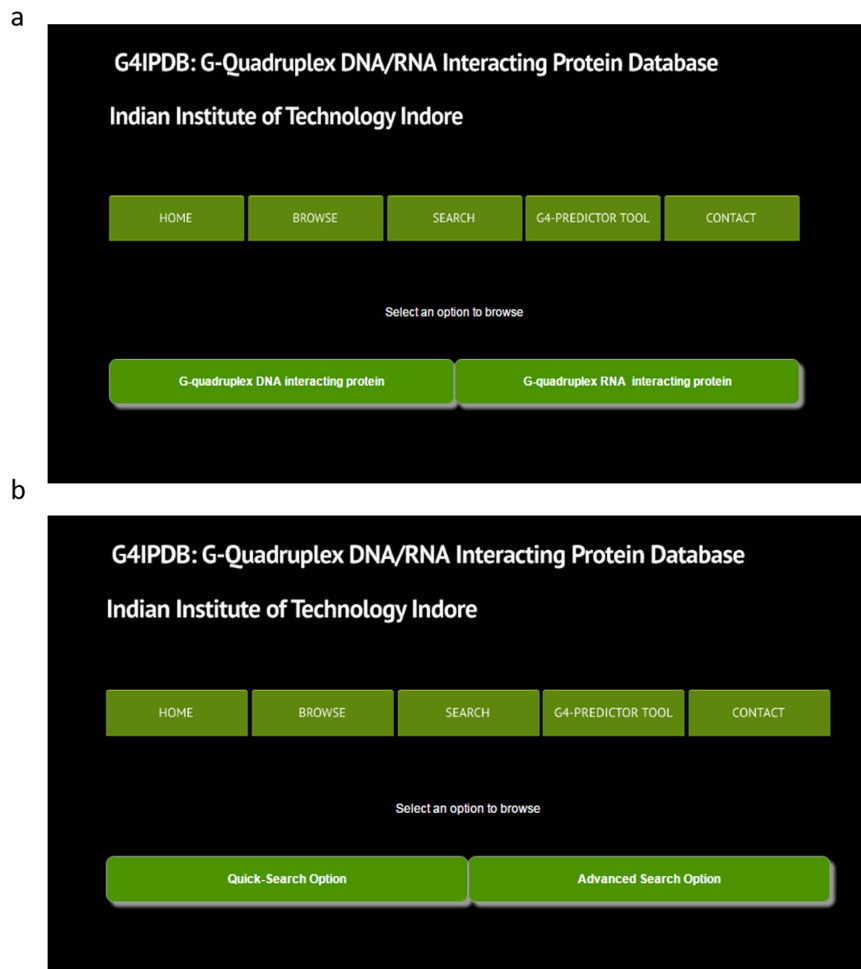 a
G4IPDB: G-Quadruplex DNA/RNA Interacting Protein Database
Indian Institute of Technology Indore
HOME BROWSE SEARCH G4-PREDICTOR TOOL CONTACT
Select an option to browse
G-quadruplex DNA interacting protein G-quadruplex RNA interacting protein
b
G4IPDB: G-Quadruplex DNA/RNA Interacting Protein Database
Indian Institute of Technology Indore
HOME BROWSE SEARCH G4-PREDICTOR TOOL CONTACT
Select an option to browse
Quick-Search Option Advanced Search Option